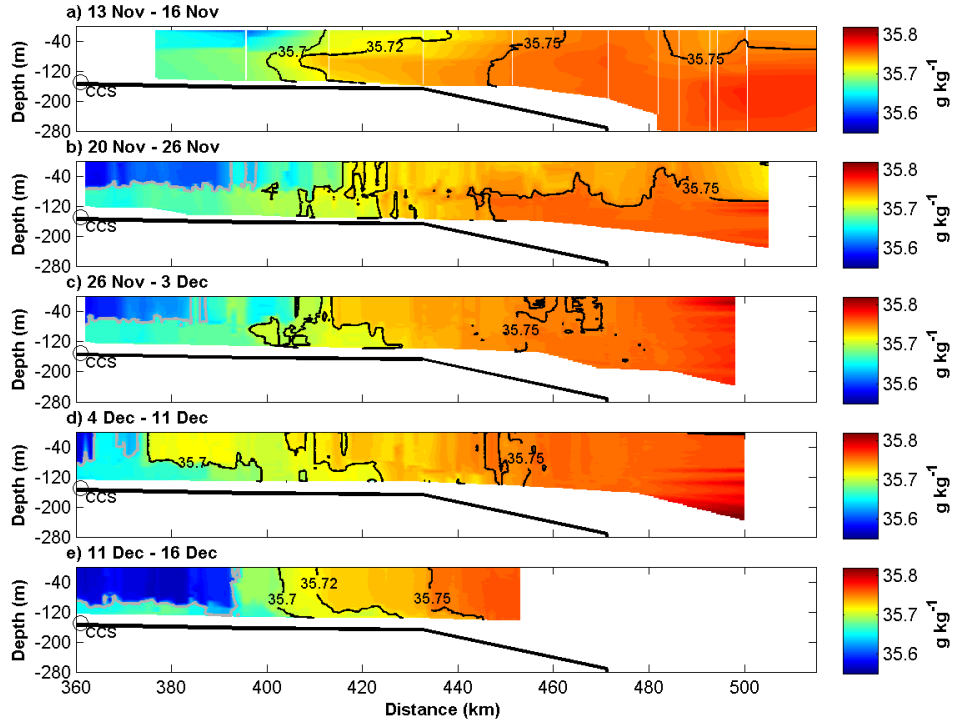 a) 13 Nov - 16 Nov
Depth (m)
-40
-120
-200
-280
CCS
35.7
35.72
35.75
35.75
35.8
35.7
35.6
g kg-1
b) 20 Nov - 26 Nov
Depth (m)
-40
-120
-200
-280
CCS
35.75
35.8
35.7
35.6
g kg-1
c) 26 Nov - 3 Dec
Depth (m)
-40
-120
-200
-280
CCS
35.75
35.8
35.7
35.6
g kg-1
d) 4 Dec - 11 Dec
Depth (m)
-40
-120
-200
-280
CCS
35.7
35.75
35.8
35.7
35.6
g kg-1
e) 11 Dec - 16 Dec
Depth (m)
-40
-120
-200
-280
CCS
35.7
35.72
35.75
35.8
35.7
35.6
g kg-1
360 380 400 420 440 460 480 500
Distance (km)